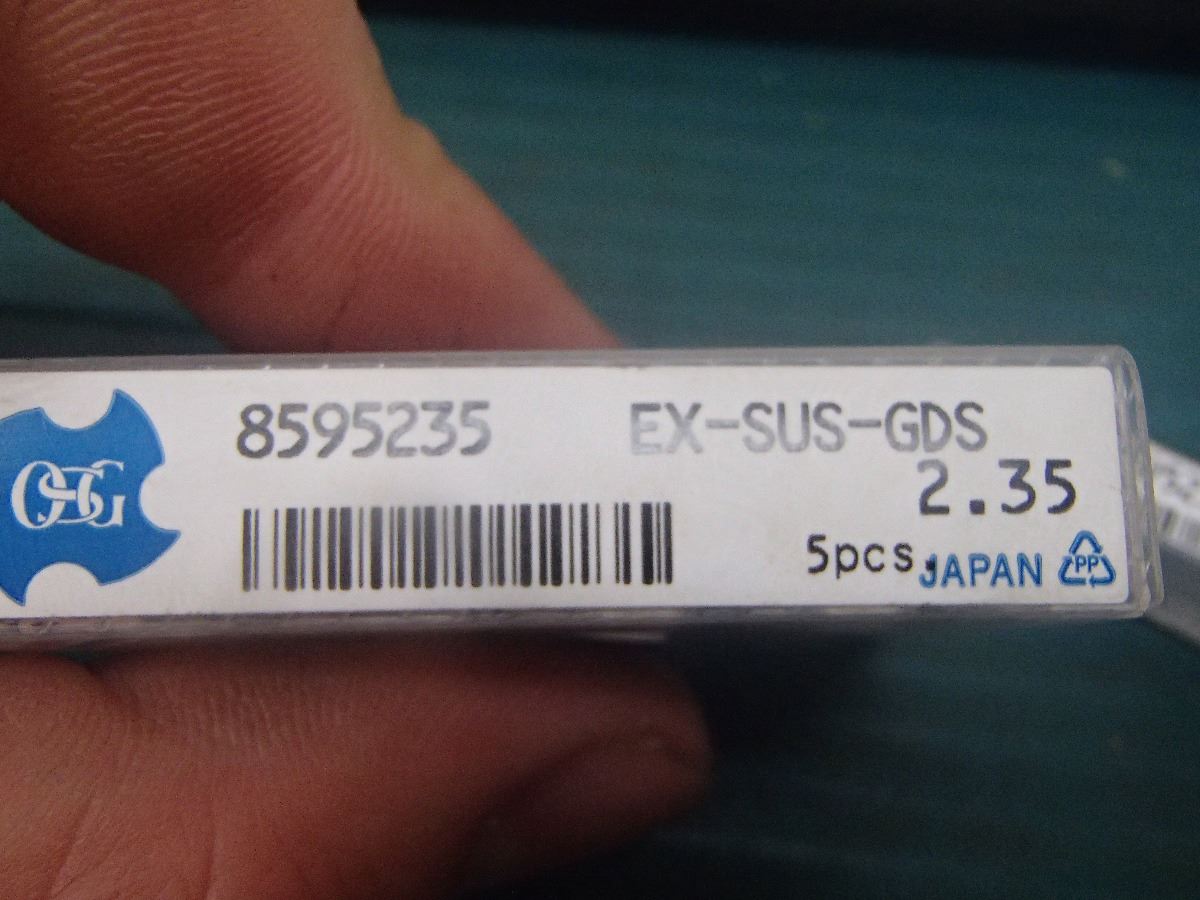 OSG
8595235
EX-SUS-GDS
2.35
5pcs.
JAPAN
PP